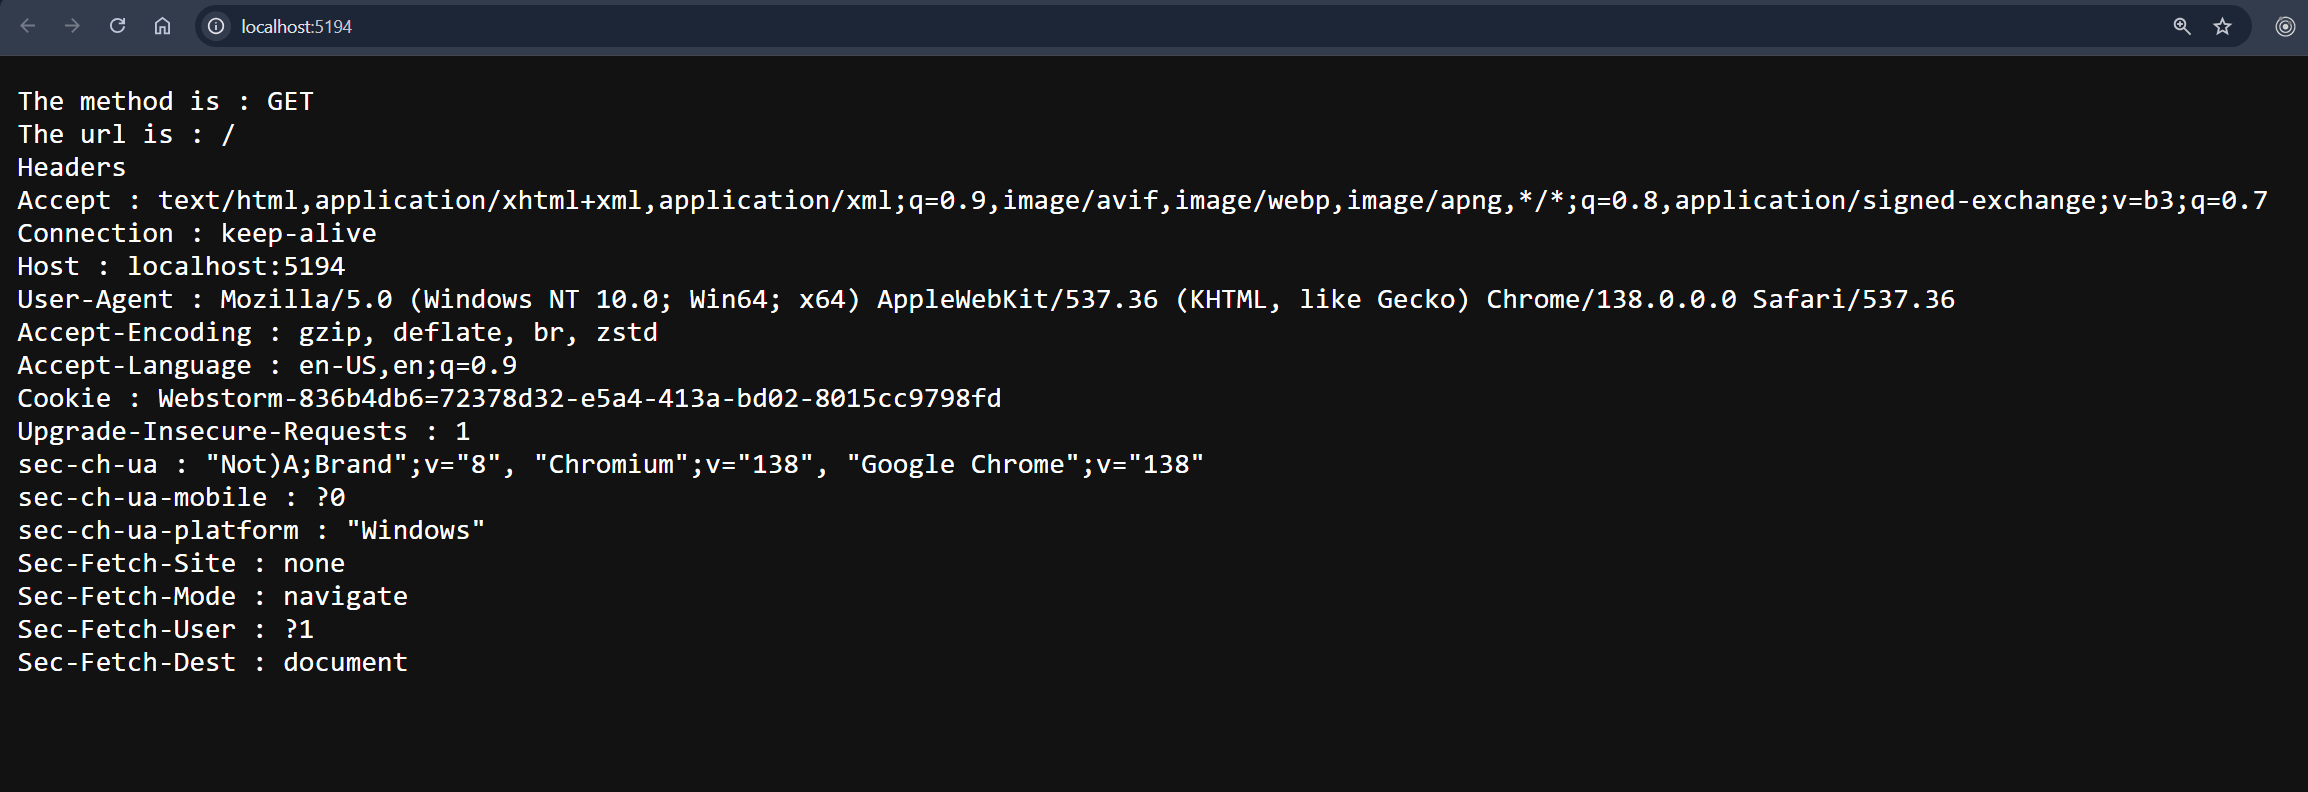 localhost:5194
The method is : GET
The url is : /
Headers
Accept : text/html,application/xhtml+xml,application/xml;q=0.9,image/avif,image/webp,image/apng,*/*;q=0.8,application/signed-exchange;v=b3;q=0.7
Connection : keep-alive
Host : localhost:5194
User-Agent : Mozilla/5.0 (Windows NT 10.0; Win64; x64) AppleWebKit/537.36 (KHTML, like Gecko) Chrome/138.0.0.0 Safari/537.36
Accept-Encoding : gzip, deflate, br, zstd
Accept-Language : en-US,en;q=0.9
Cookie : Webstorm-836b4db6=72378d32-e5a4-413a-bd02-8015cc9798fd
Upgrade-Insecure-Requests : 1
sec-ch-ua : "Not)A;Brand";v="8", "Chromium";v="138", "Google Chrome";v="138"
sec-ch-ua-mobile : ?0
sec-ch-ua-platform : "Windows"
Sec-Fetch-Site : none
Sec-Fetch-Mode : navigate
Sec-Fetch-User : ?1
Sec-Fetch-Dest : document